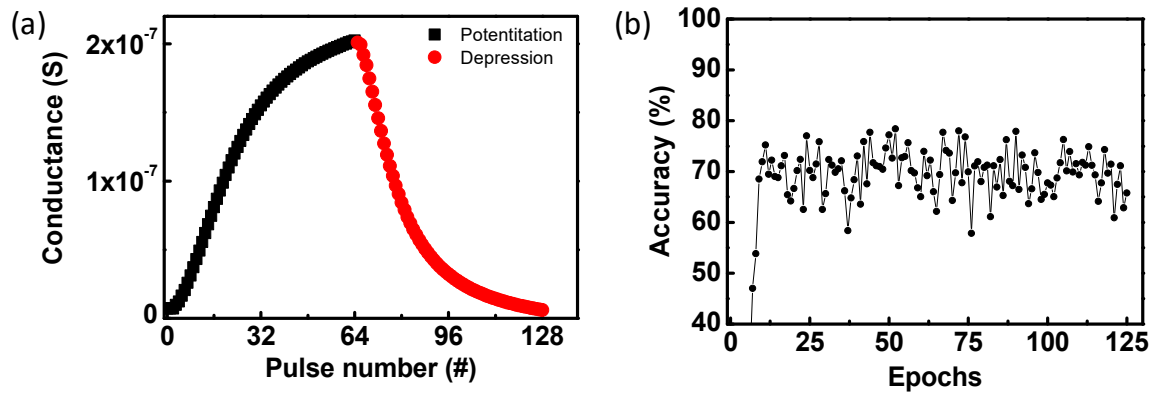 (a)
Conductance (S)
2x10-7
1x10-7
0
Potentitation
Depression
0 32 64 96 128
Pulse number (#)
(b)
Accuracy (%)
100
90
80
70
60
50
40
0 25 50 75 100 125
Epochs